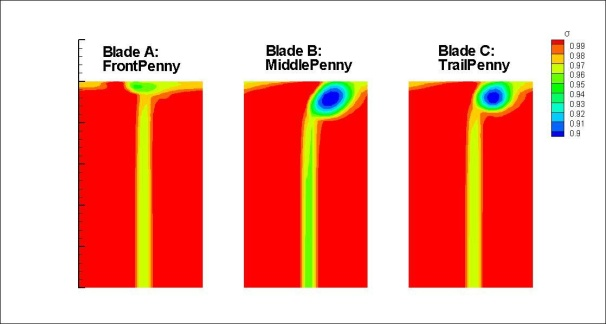 Blade A:
FrontPenny
Blade B:
MiddlePenny
Blade C:
TrailPenny
σ
0.99
0.98
0.97
0.96
0.95
0.94
0.93
0.92
0.91
0.9